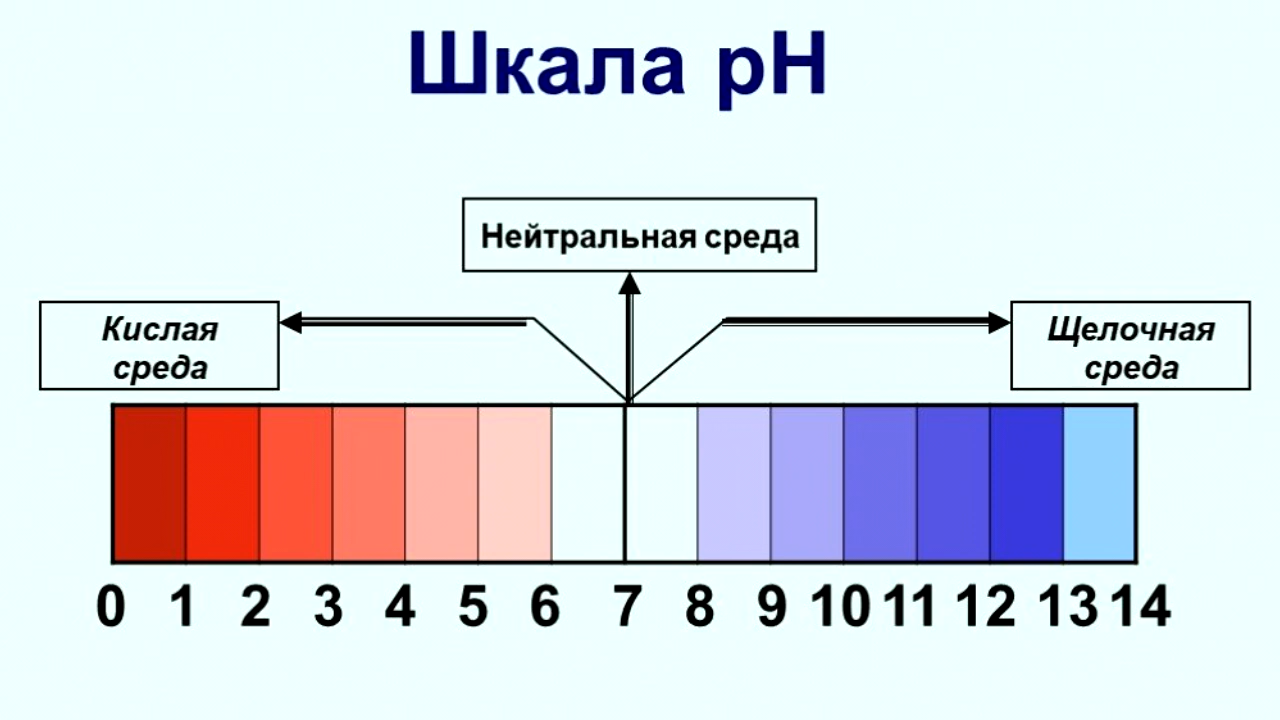 Шкала pH
Нейтральная среда
Кислая
среда
Щелочная
среда
0 1 2 3 4 5 6 7 8 9 10 11 12 13 14